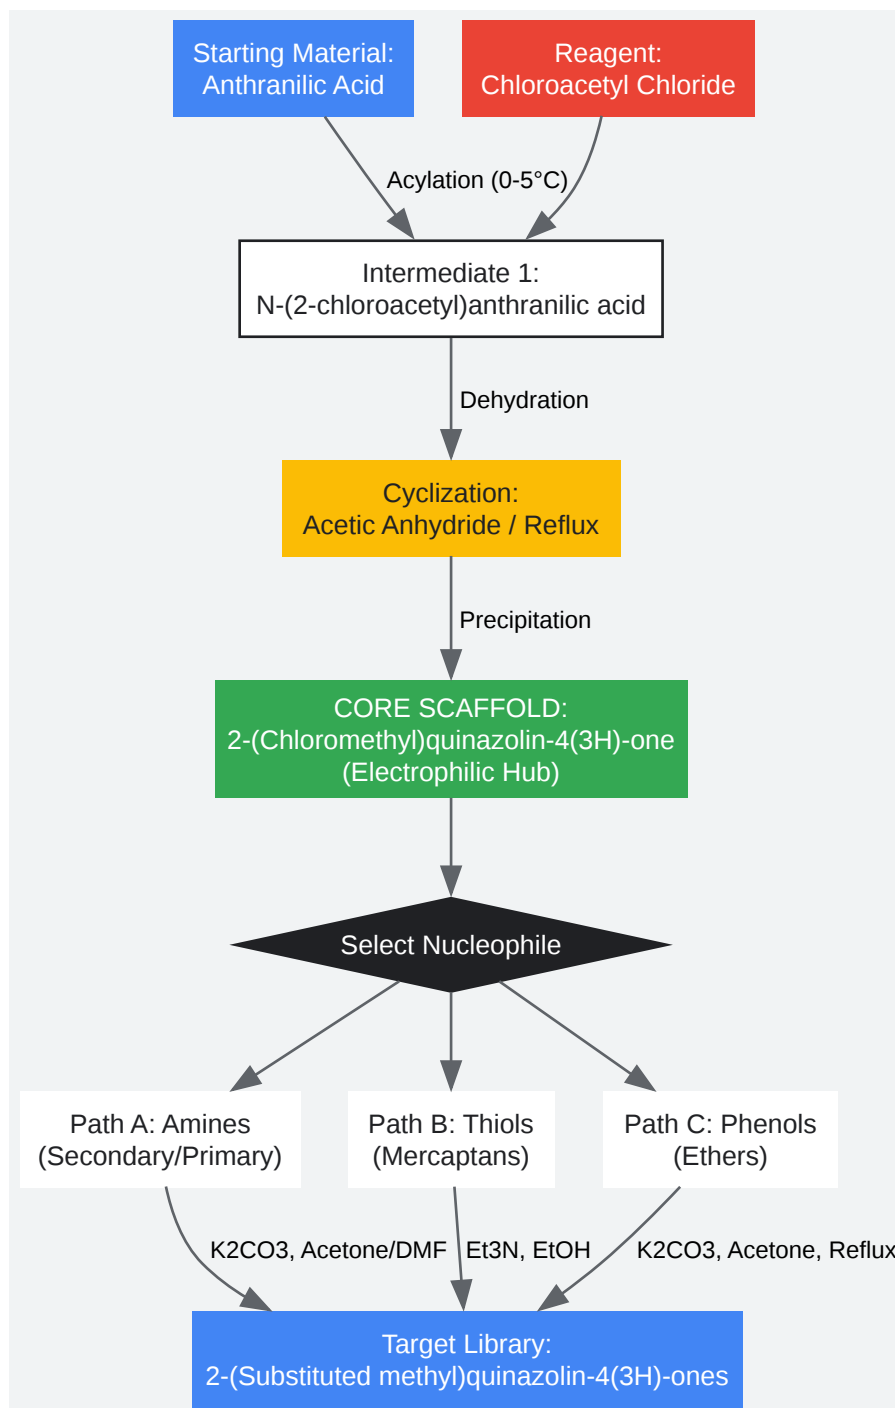 Starting Material:
Anthranilic Acid
Reagent:
Chloroacetyl Chloride
Acylation (0-5°C)
Intermediate 1:
N-(2-chloroacetyl)anthranilic acid
Dehydration
Cyclization:
Acetic Anhydride / Reflux
Precipitation
CORE SCAFFOLD:
2-(Chloromethyl)quinazolin-4(3H)-one
(Electrophilic Hub)
Select Nucleophile
Path A: Amines
(Secondary/Primary)
Path B: Thiols
(Mercaptans)
Path C: Phenols
(Ethers)
K2CO3, Acetone/DMF
Et3N, EtOH
K2CO3, Acetone, Reflux
Target Library:
2-(Substituted methyl)quinazolin-4(3H)-ones